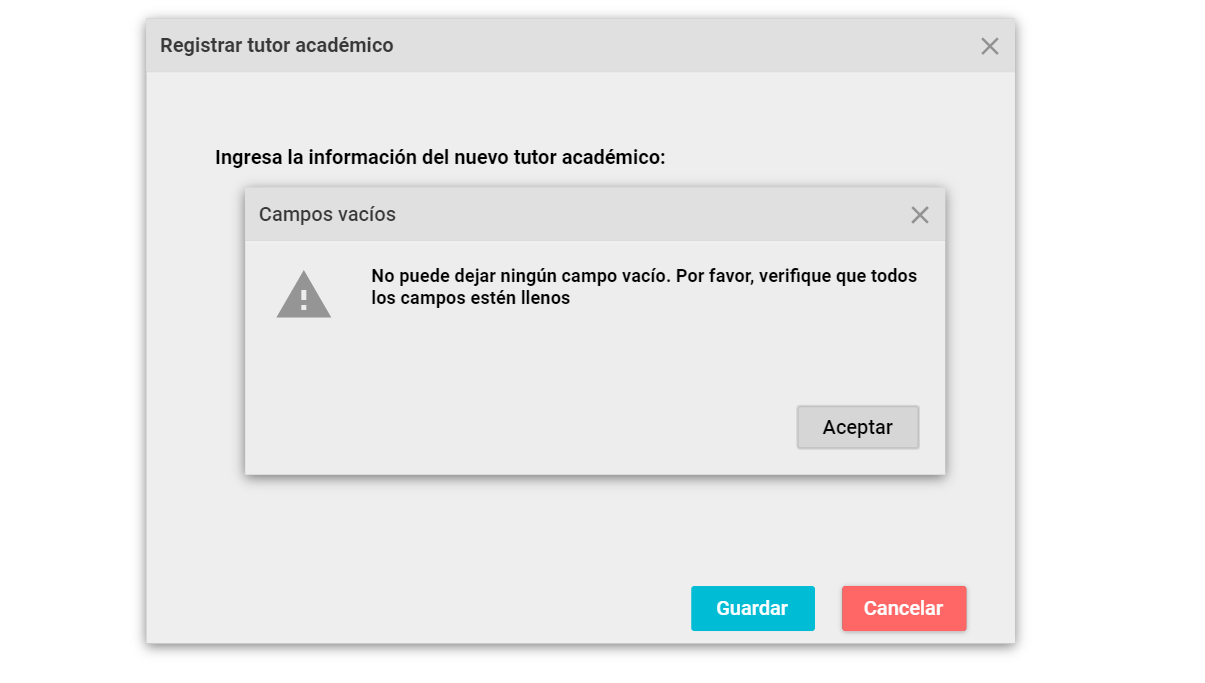 Registrar tutor académico
Ingresa la información del nuevo tutor académico:
Campos vacíos
No puede dejar ningún campo vacío. Por favor, verifique que todos
los campos estén llenos
Aceptar
Guardar
Cancelar